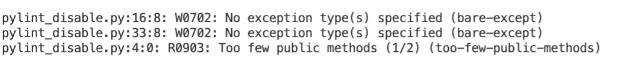 pylint_disable.py:16:8: W0702: No exception type(s) specified (bare-except)
pylint_disable.py:33:8: W0702: No exception type(s) specified (bare-except)
pylint_disable.py:4:0: R0903: Too few public methods (1/2) (too-few-public-methods)